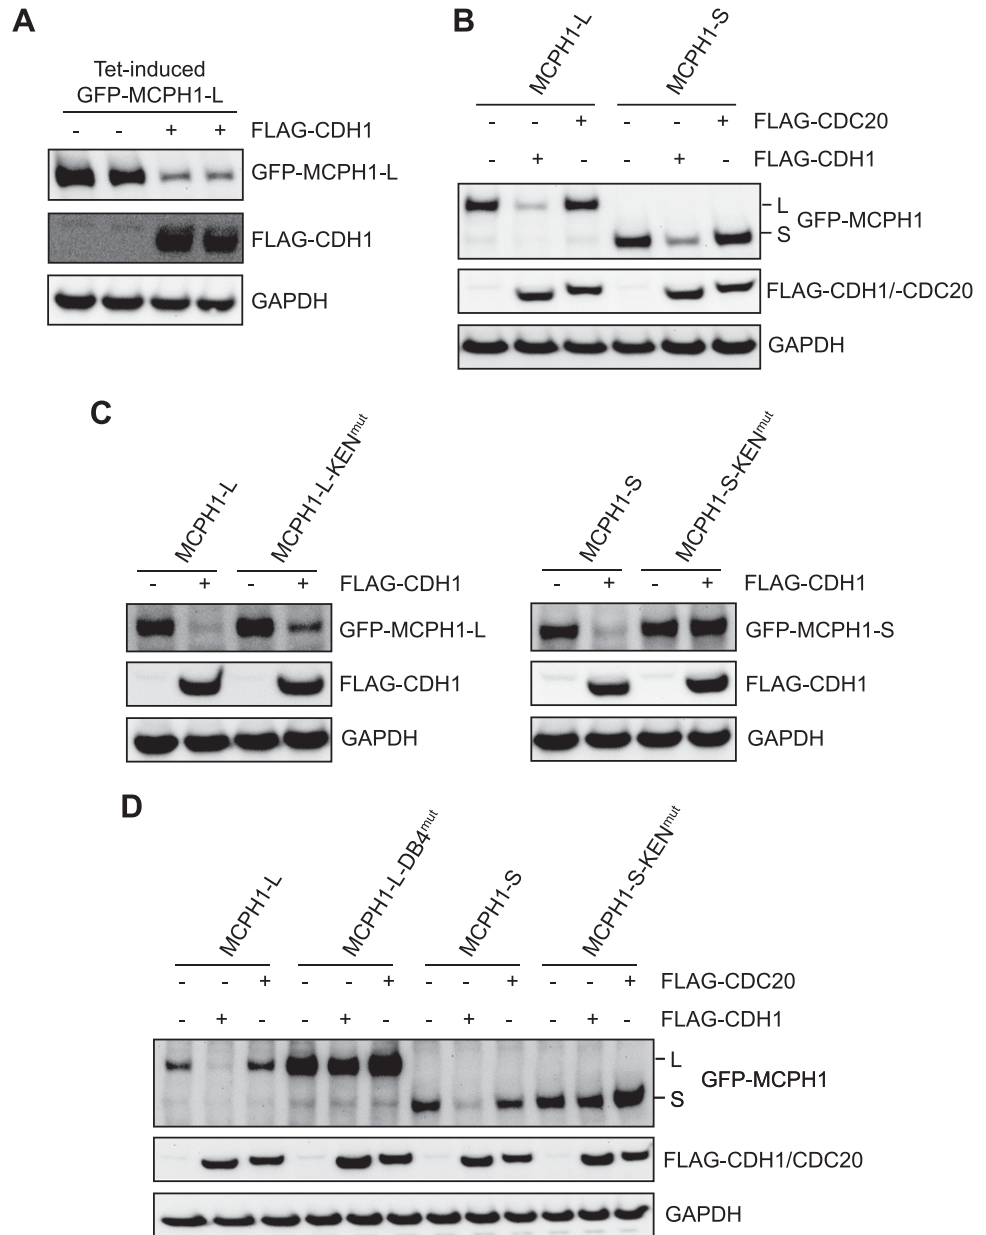 A
Tet-induced
GFP-MCPH1-L
- - + + FLAG-CDH1
GFP-MCPH1-L
FLAG-CDH1
GAPDH
B
MCPH1-L MCPH1-S
- - + - - + FLAG-CDC20
- + - - + - FLAG-CDH1
L
S
GFP-MCPH1
FLAG-CDH1/-CDC20
GAPDH
C
MCPH1-L MCPH1-L-KENmut
- + - + FLAG-CDH1
GFP-MCPH1-L
FLAG-CDH1
GAPDH
MCPH1-S MCPH1-S-KENmut
- + - + FLAG-CDH1
GFP-MCPH1-S
FLAG-CDH1
GAPDH
D
MCPH1-L MCPH1-L-DB4mut MCPH1-S MCPH1-S-KENmut
- - + - - + - - + - - + FLAG-CDC20
- + - - + - - + - - + - FLAG-CDH1
L
S
GFP-MCPH1
FLAG-CDH1/CDC20
GAPDH